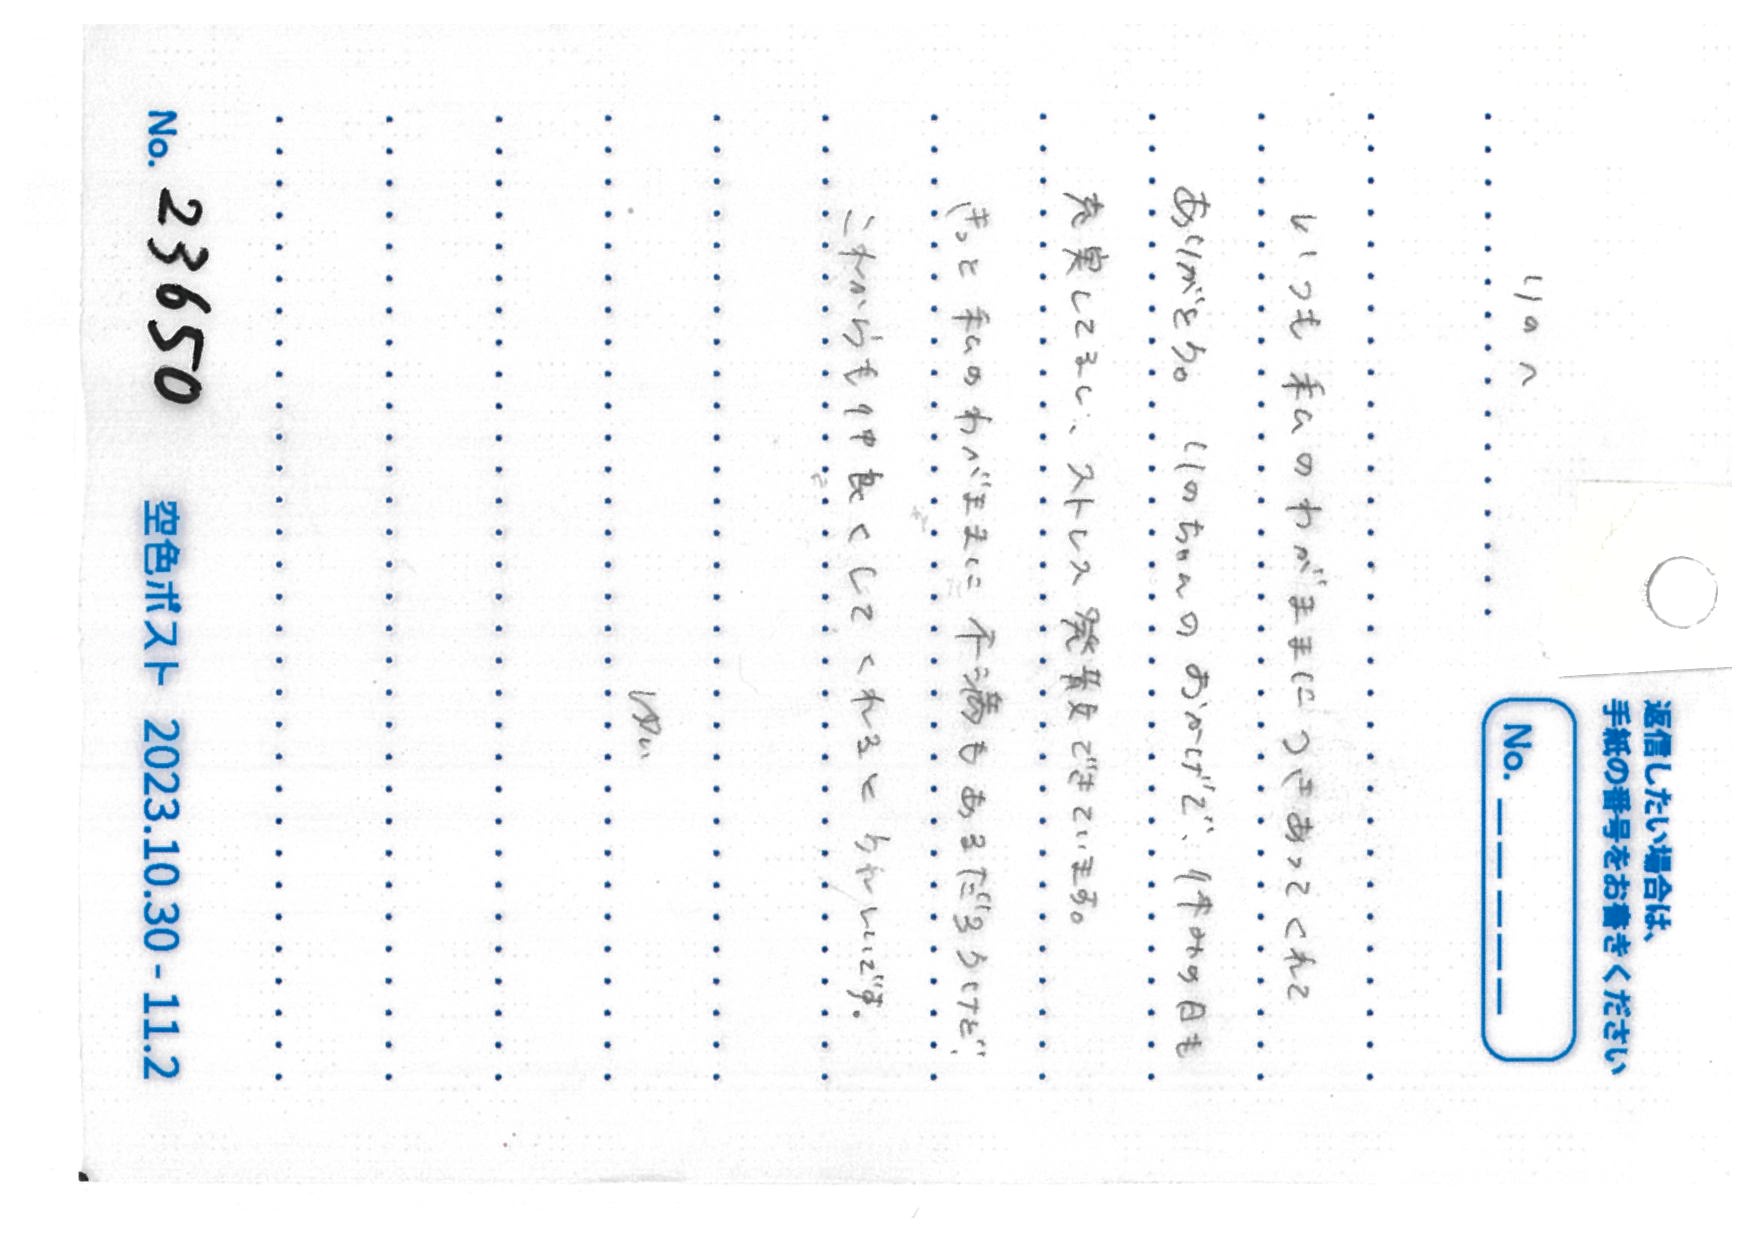 返信したい場合は、
手紙の番号をお書きください
No. _ _ _ _ _
りのへ
いつも私のわがままにつきあってくれて
ありがとう。りのちゃんのおかげで、休みの日も
充実してるし、ストレス発散できています。
きっと私のわがままに不満もあるだろうけど、
これからも仲良くしてくれるとうれしいです。
ゆい
No. 23650
空色ポスト 2023.10.30 - 11.2